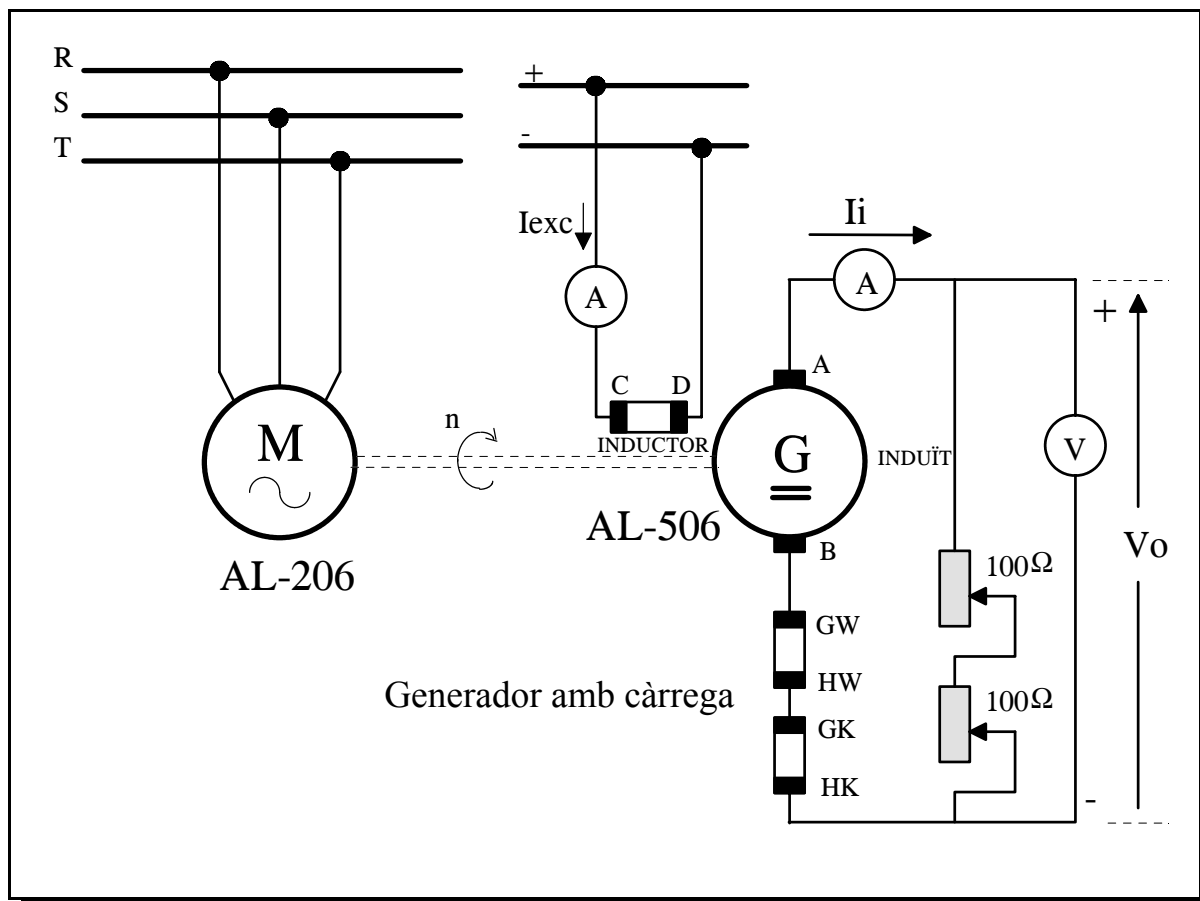 R
S
T
+
-
Iexc
A
Ii
A
+
C
D
A
n
M
INDUCTOR
G
INDUÏT
V
AL-206
AL-506
B
Vo
100Ω
GW
HW
Generador amb càrrega
100Ω
GK
HK
-